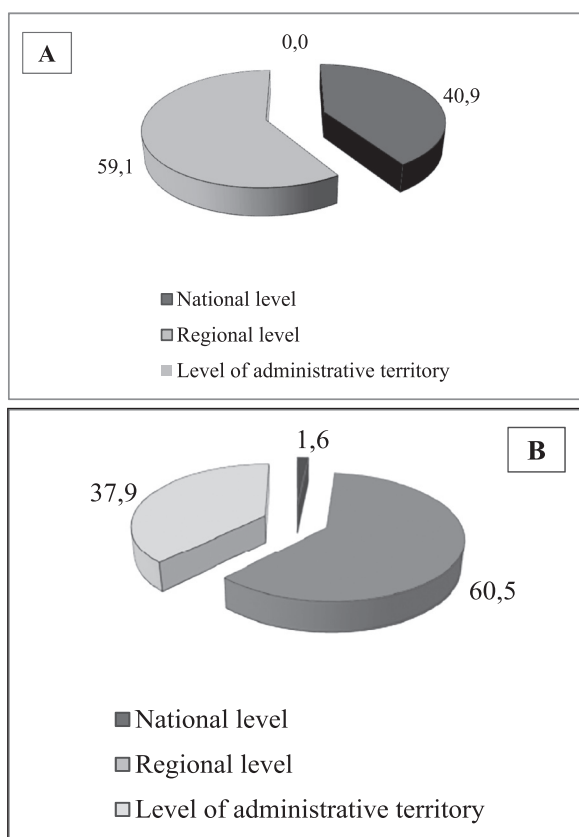 A
0,0
40,9
59,1
National level
Regional level
Level of administrative territory
B
1,6
37,9
60,5
National level
Regional level
Level of administrative territory